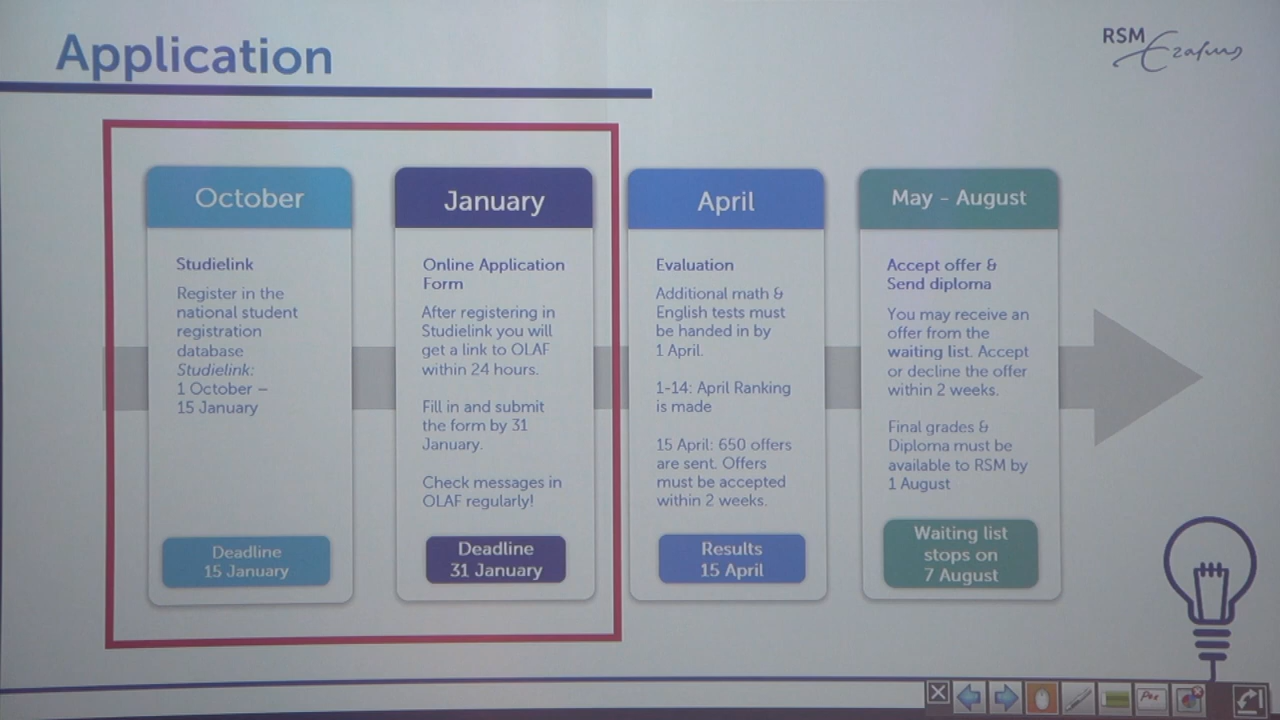 Application
RSM
Erasmus
October
Studielink
Register in the
national student
registration
database
Studielink:
1 October –
15 January
Deadline
15 January
January
Online Application
Form
After registering in
Studielink you will
get a link to OLAF
within 24 hours.
Fill in and submit
the form by 31
January.
Check messages in
OLAF regularly!
Deadline
31 January
April
Evaluation
Additional math &
English tests must
be handed in by
1 April.
1-14: April Ranking
is made
15 April: 650 offers
are sent. Offers
must be accepted
within 2 weeks.
Results
15 April
May - August
Accept offer &
Send diploma
You may receive an
offer from the
waiting list. Accept
or decline the offer
within 2 weeks.
Final grades &
Diploma must be
available to RSM by
1 August
Waiting list
stops on
7 August